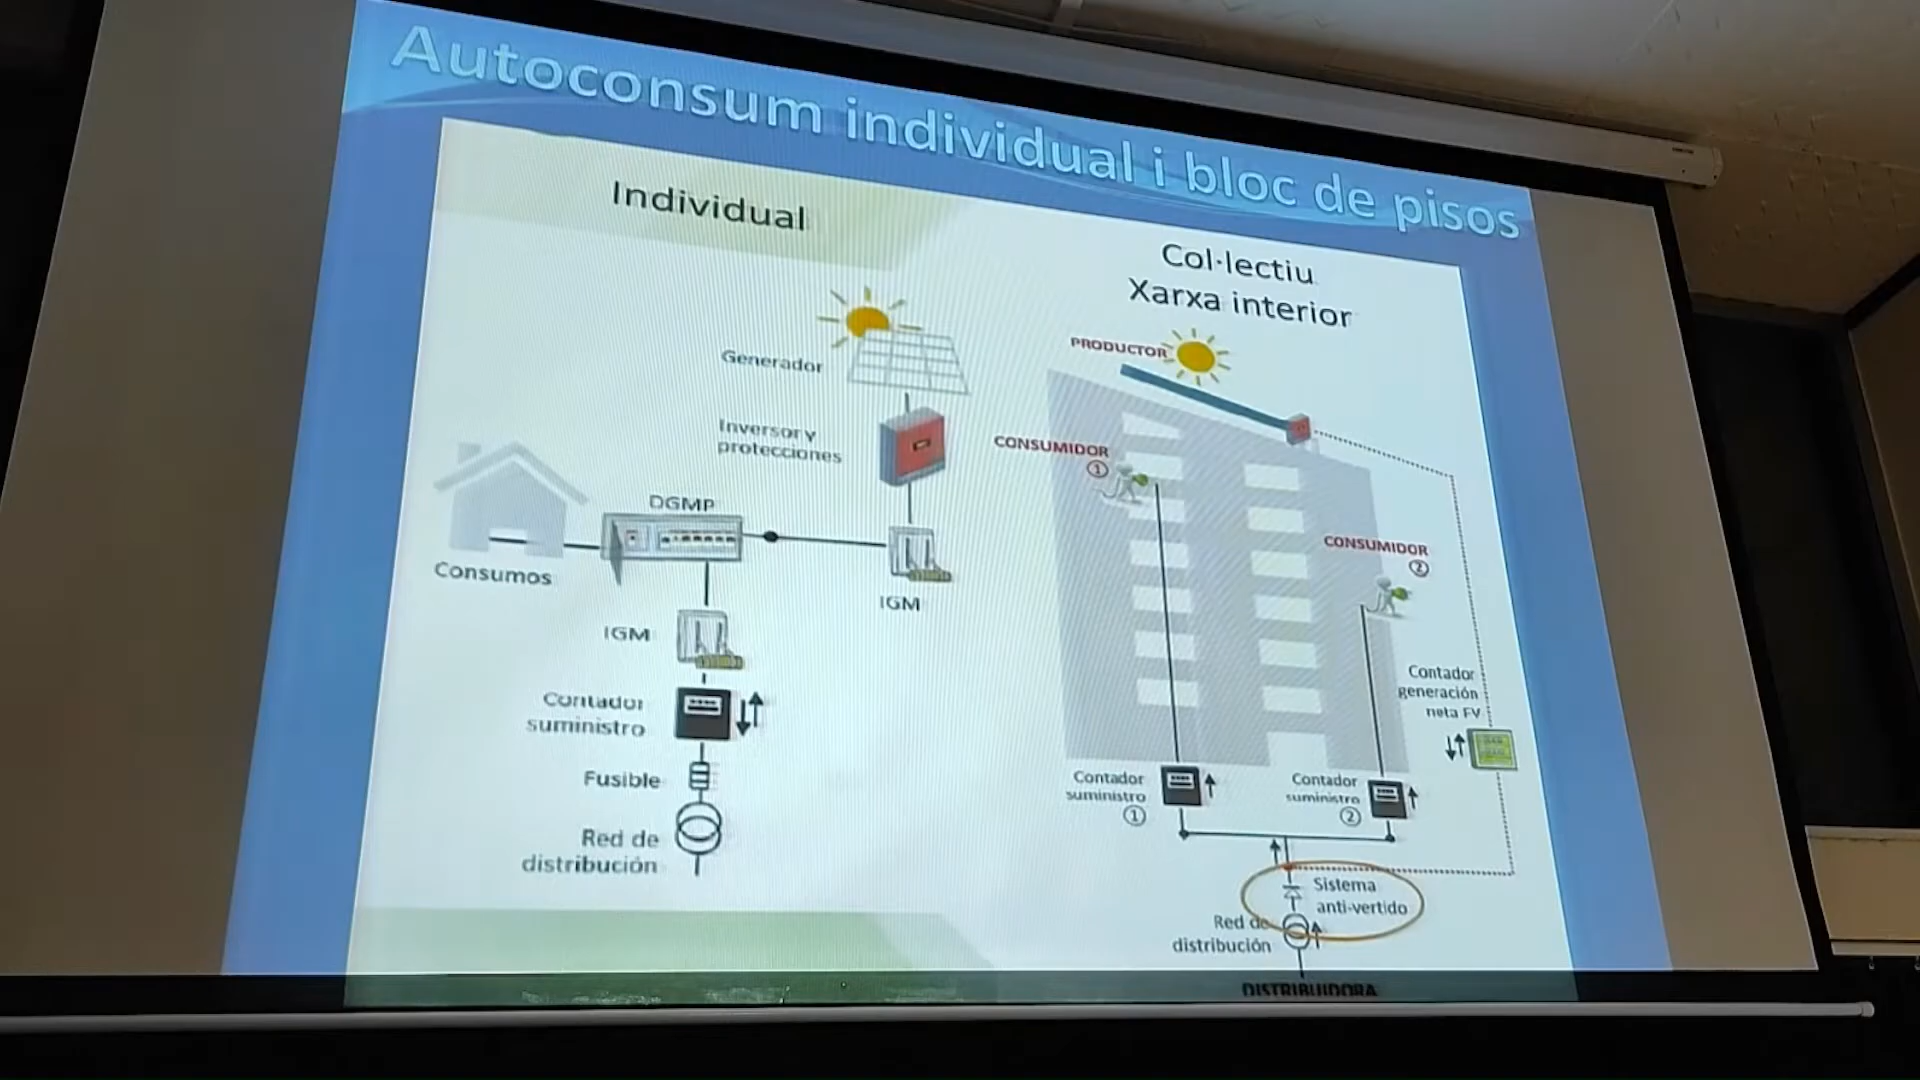 Autoconsum individual i bloc de pisos
Individual
Generador
Inversor y
protecciones
DGMP
Consumos
IGM
IGM
Contador
suministro
Fusible
Red de
distribución
Col·lectiu
Xarxa interior
PRODUCTOR
CONSUMIDOR
1
CONSUMIDOR
2
Contador
generación
neta FV
Contador
suministro
1
Contador
suministro
2
Sistema
anti-vertido
Red de
distribución
DISTRIBUIDORA